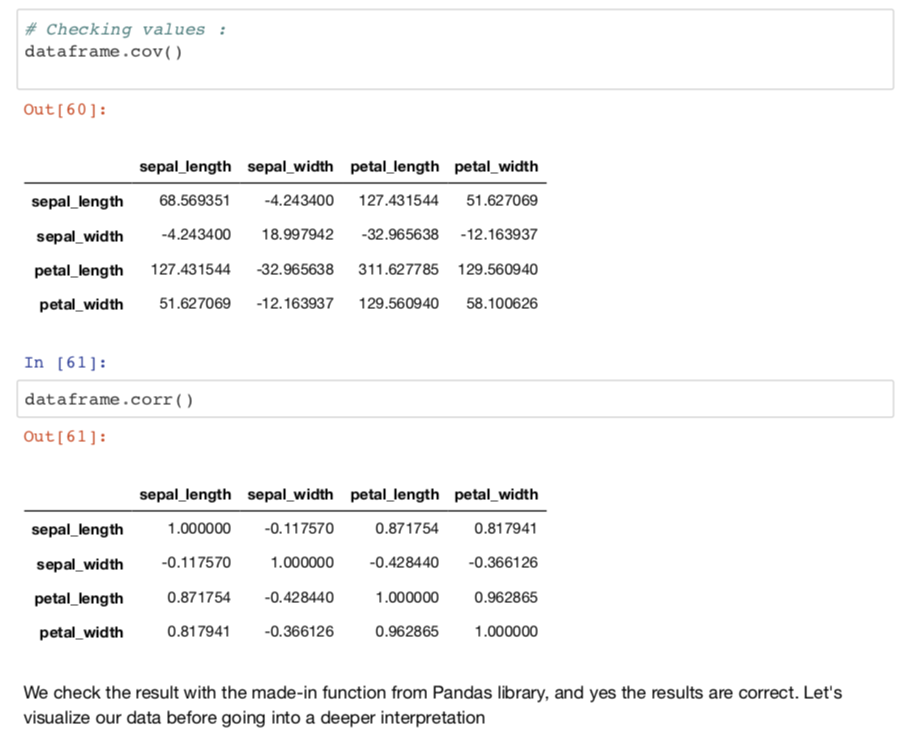 # Checking values :
dataframe.cov()
Out[60]:
sepal_length sepal_width petal_length petal_width
sepal_length 68.569351 -4.243400 127.431544 51.627069
sepal_width -4.243400 18.997942 -32.965638 -12.163937
petal_length 127.431544 -32.965638 311.627785 129.560940
petal_width 51.627069 -12.163937 129.560940 58.100626
In [61]:
dataframe.corr()
Out[61]:
sepal_length sepal_width petal_length petal_width
sepal_length 1.000000 -0.117570 0.871754 0.817941
sepal_width -0.117570 1.000000 -0.428440 -0.366126
petal_length 0.871754 -0.428440 1.000000 0.962865
petal_width 0.817941 -0.366126 0.962865 1.000000
We check the result with the made-in function from Pandas library, and yes the results are correct. Let's
visualize our data before going into a deeper interpretation